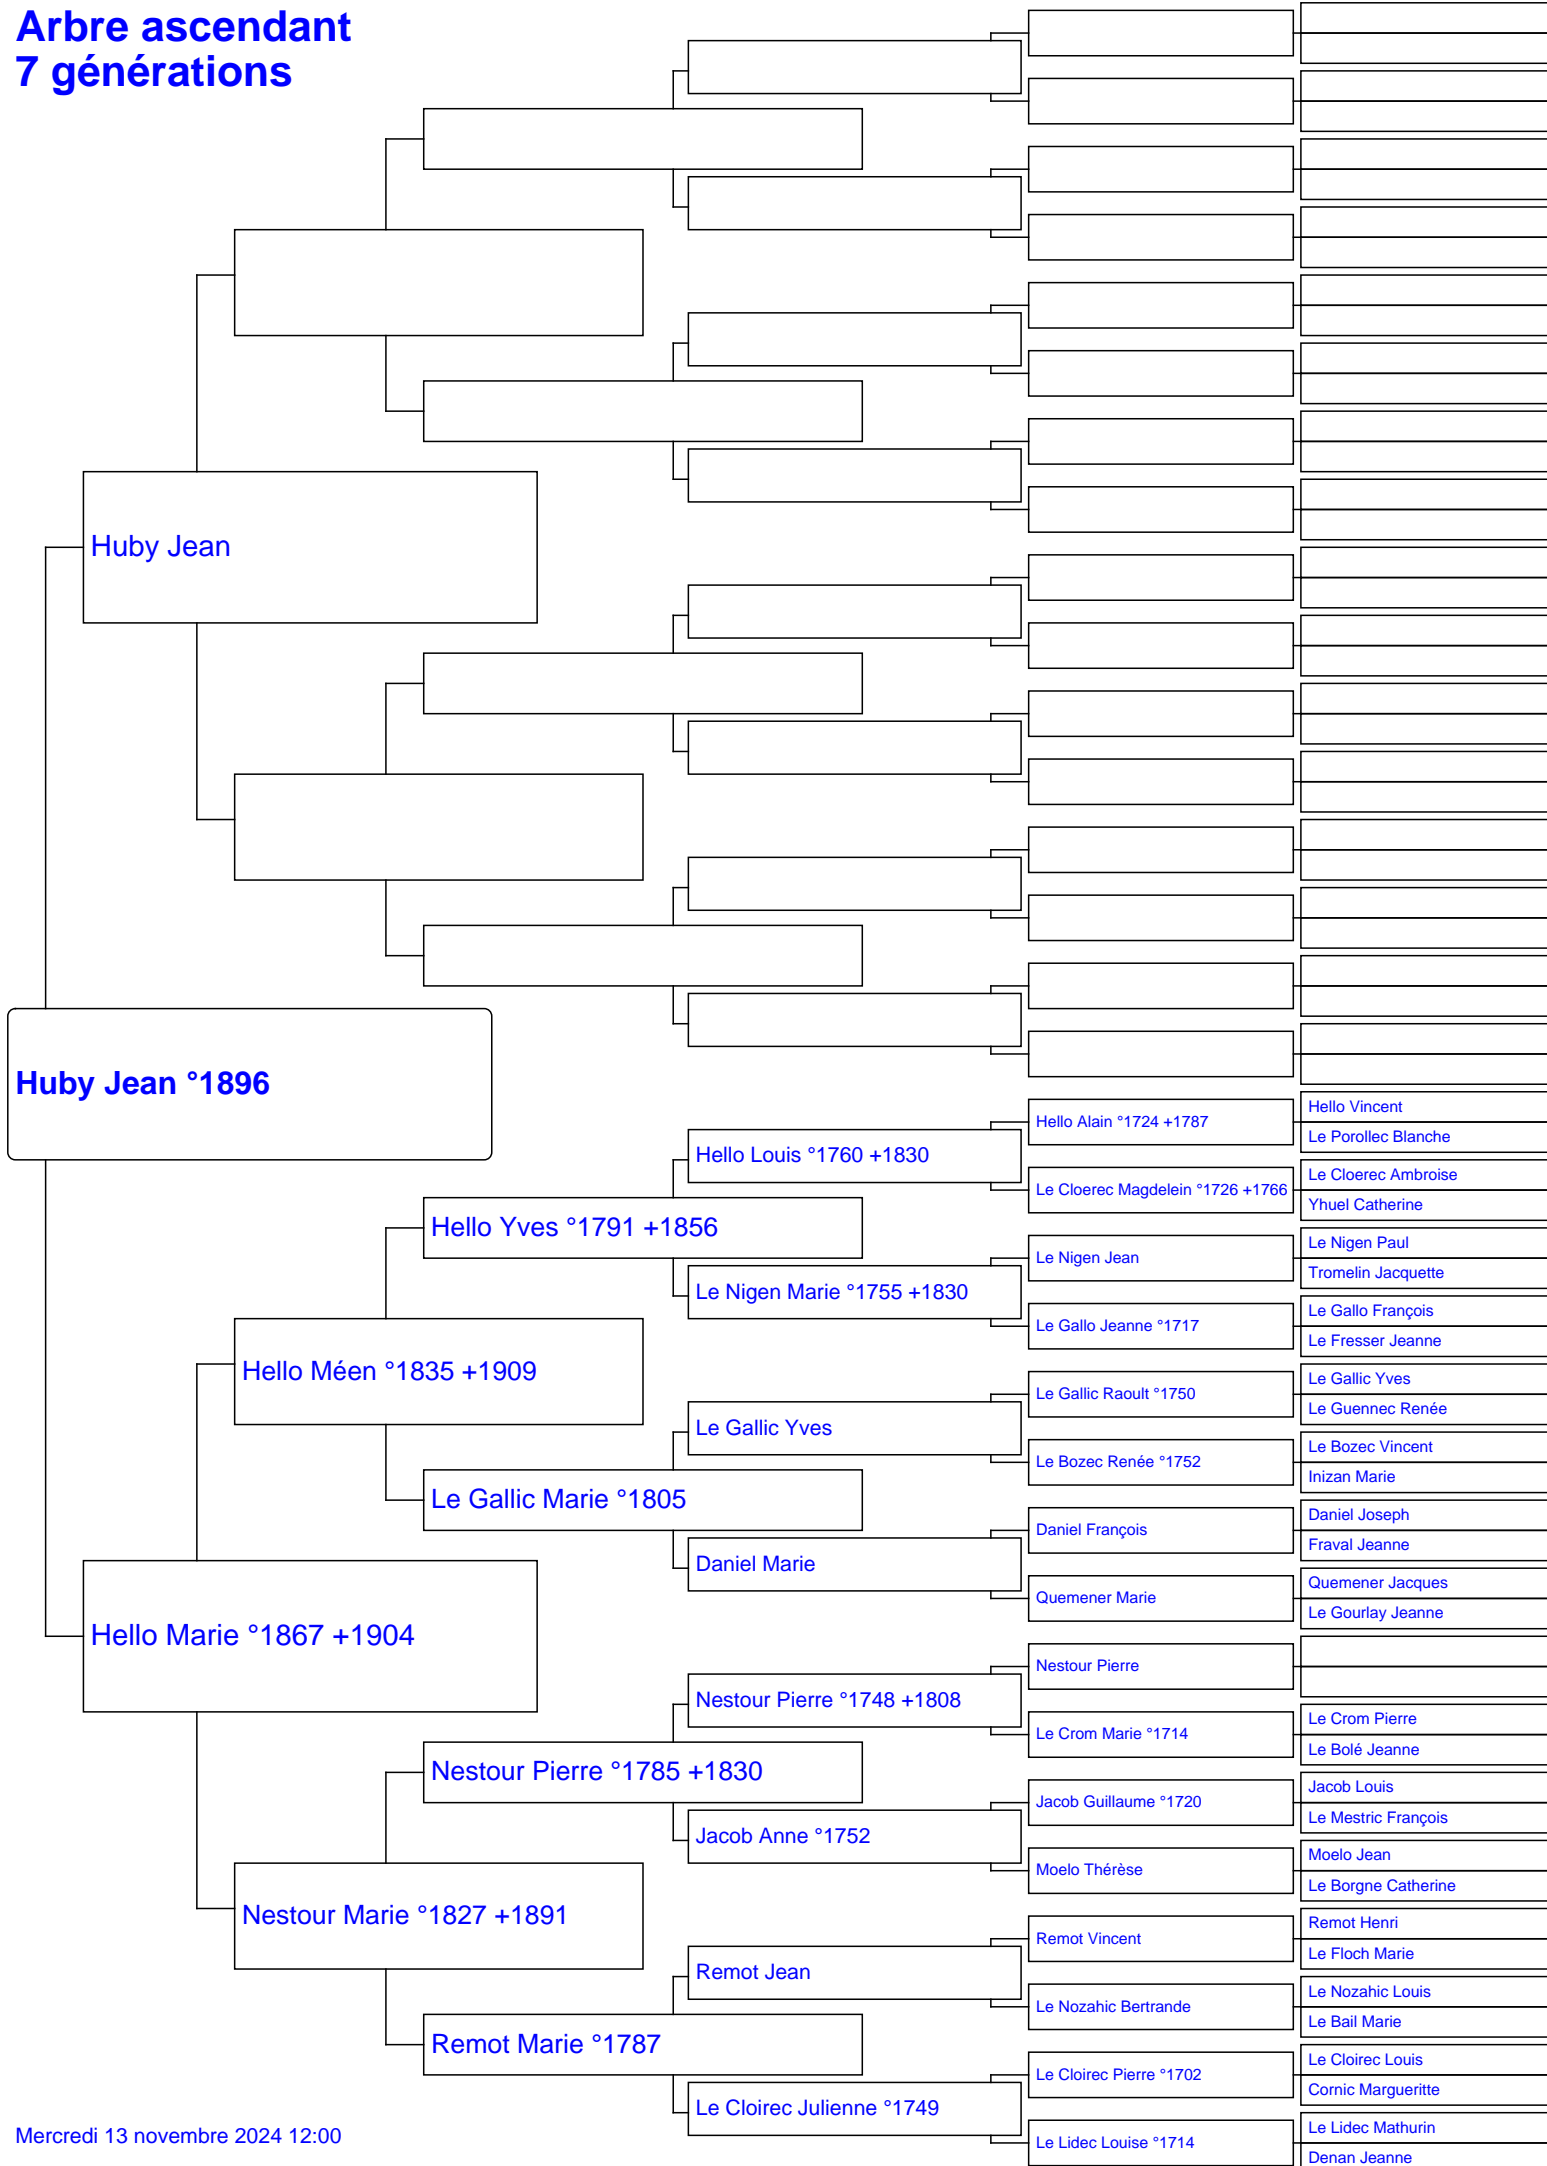 Arbre ascendant
7 générations
Huby Jean
Huby Jean °1896
Hello Vincent
Hello Alain °1724 +1787
Le Porollec Blanche
Hello Louis °1760 +1830
Le Cloerec Ambroise
Le Cloerec Magdelein °1726 +1766
Yhuel Catherine
Hello Yves °1791 +1856
Le Nigen Paul
Le Nigen Jean
Tromelin Jacquette
Le Nigen Marie °1755 +1830
Le Gallo François
Le Gallo Jeanne °1717
Le Fresser Jeanne
Hello Méen °1835 +1909
Le Gallic Yves
Le Gallic Raoult °1750
Le Guennec Renée
Le Gallic Yves
Le Bozec Vincent
Le Bozec Renée °1752
Inizan Marie
Le Gallic Marie °1805
Daniel Joseph
Daniel François
Fraval Jeanne
Daniel Marie
Quemener Jacques
Quemener Marie
Le Gourlay Jeanne
Hello Marie °1867 +1904
Nestour Pierre
Nestour Pierre °1748 +1808
Le Crom Pierre
Le Crom Marie °1714
Le Bolé Jeanne
Nestour Pierre °1785 +1830
Jacob Louis
Jacob Guillaume °1720
Le Mestric François
Jacob Anne °1752
Moelo Jean
Moelo Thérèse
Le Borgne Catherine
Nestour Marie °1827 +1891
Remot Henri
Remot Vincent
Le Floch Marie
Remot Jean
Le Nozahic Louis
Le Nozahic Bertrande
Le Bail Marie
Remot Marie °1787
Le Cloirec Louis
Le Cloirec Pierre °1702
Cornic Margueritte
Le Cloirec Julienne °1749
Le Lidec Mathurin
Le Lidec Louise °1714
Denan Jeanne
Mercredi 13 novembre 2024 12:00